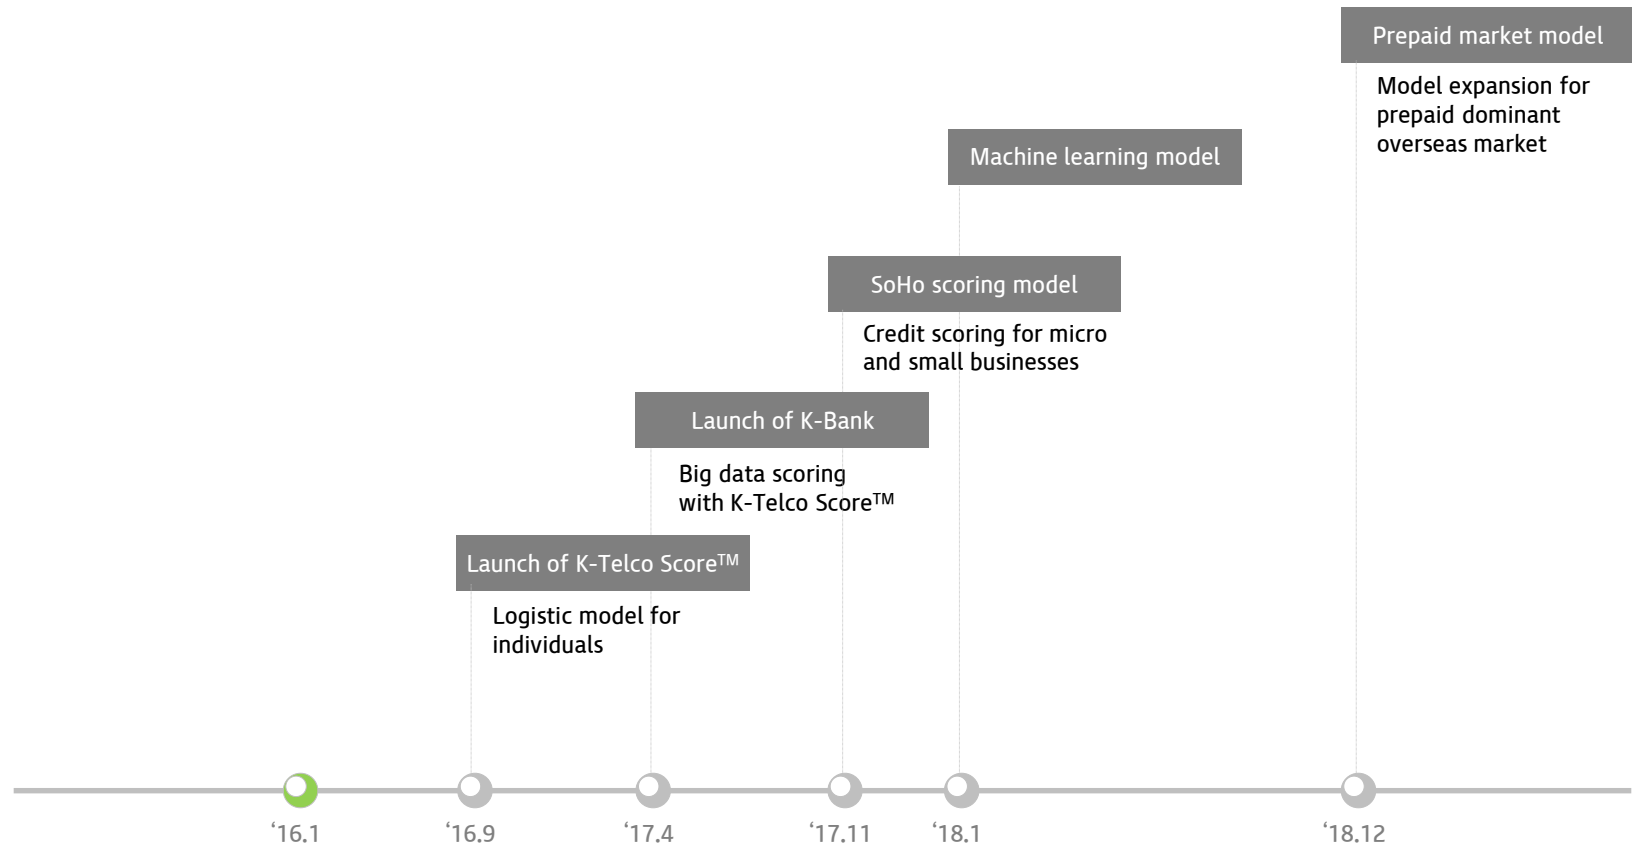 Prepaid market model
Model expansion for
prepaid dominant
overseas market
Machine learning model
SoHo scoring model
Credit scoring for micro
and small businesses
Launch of K-Bank
Big data scoring
with K-Telco Score™
Launch of K-Telco Score™
Logistic model for
individuals
‘16.1
‘16.9
‘17.4
‘17.11
‘18.1
‘18.12